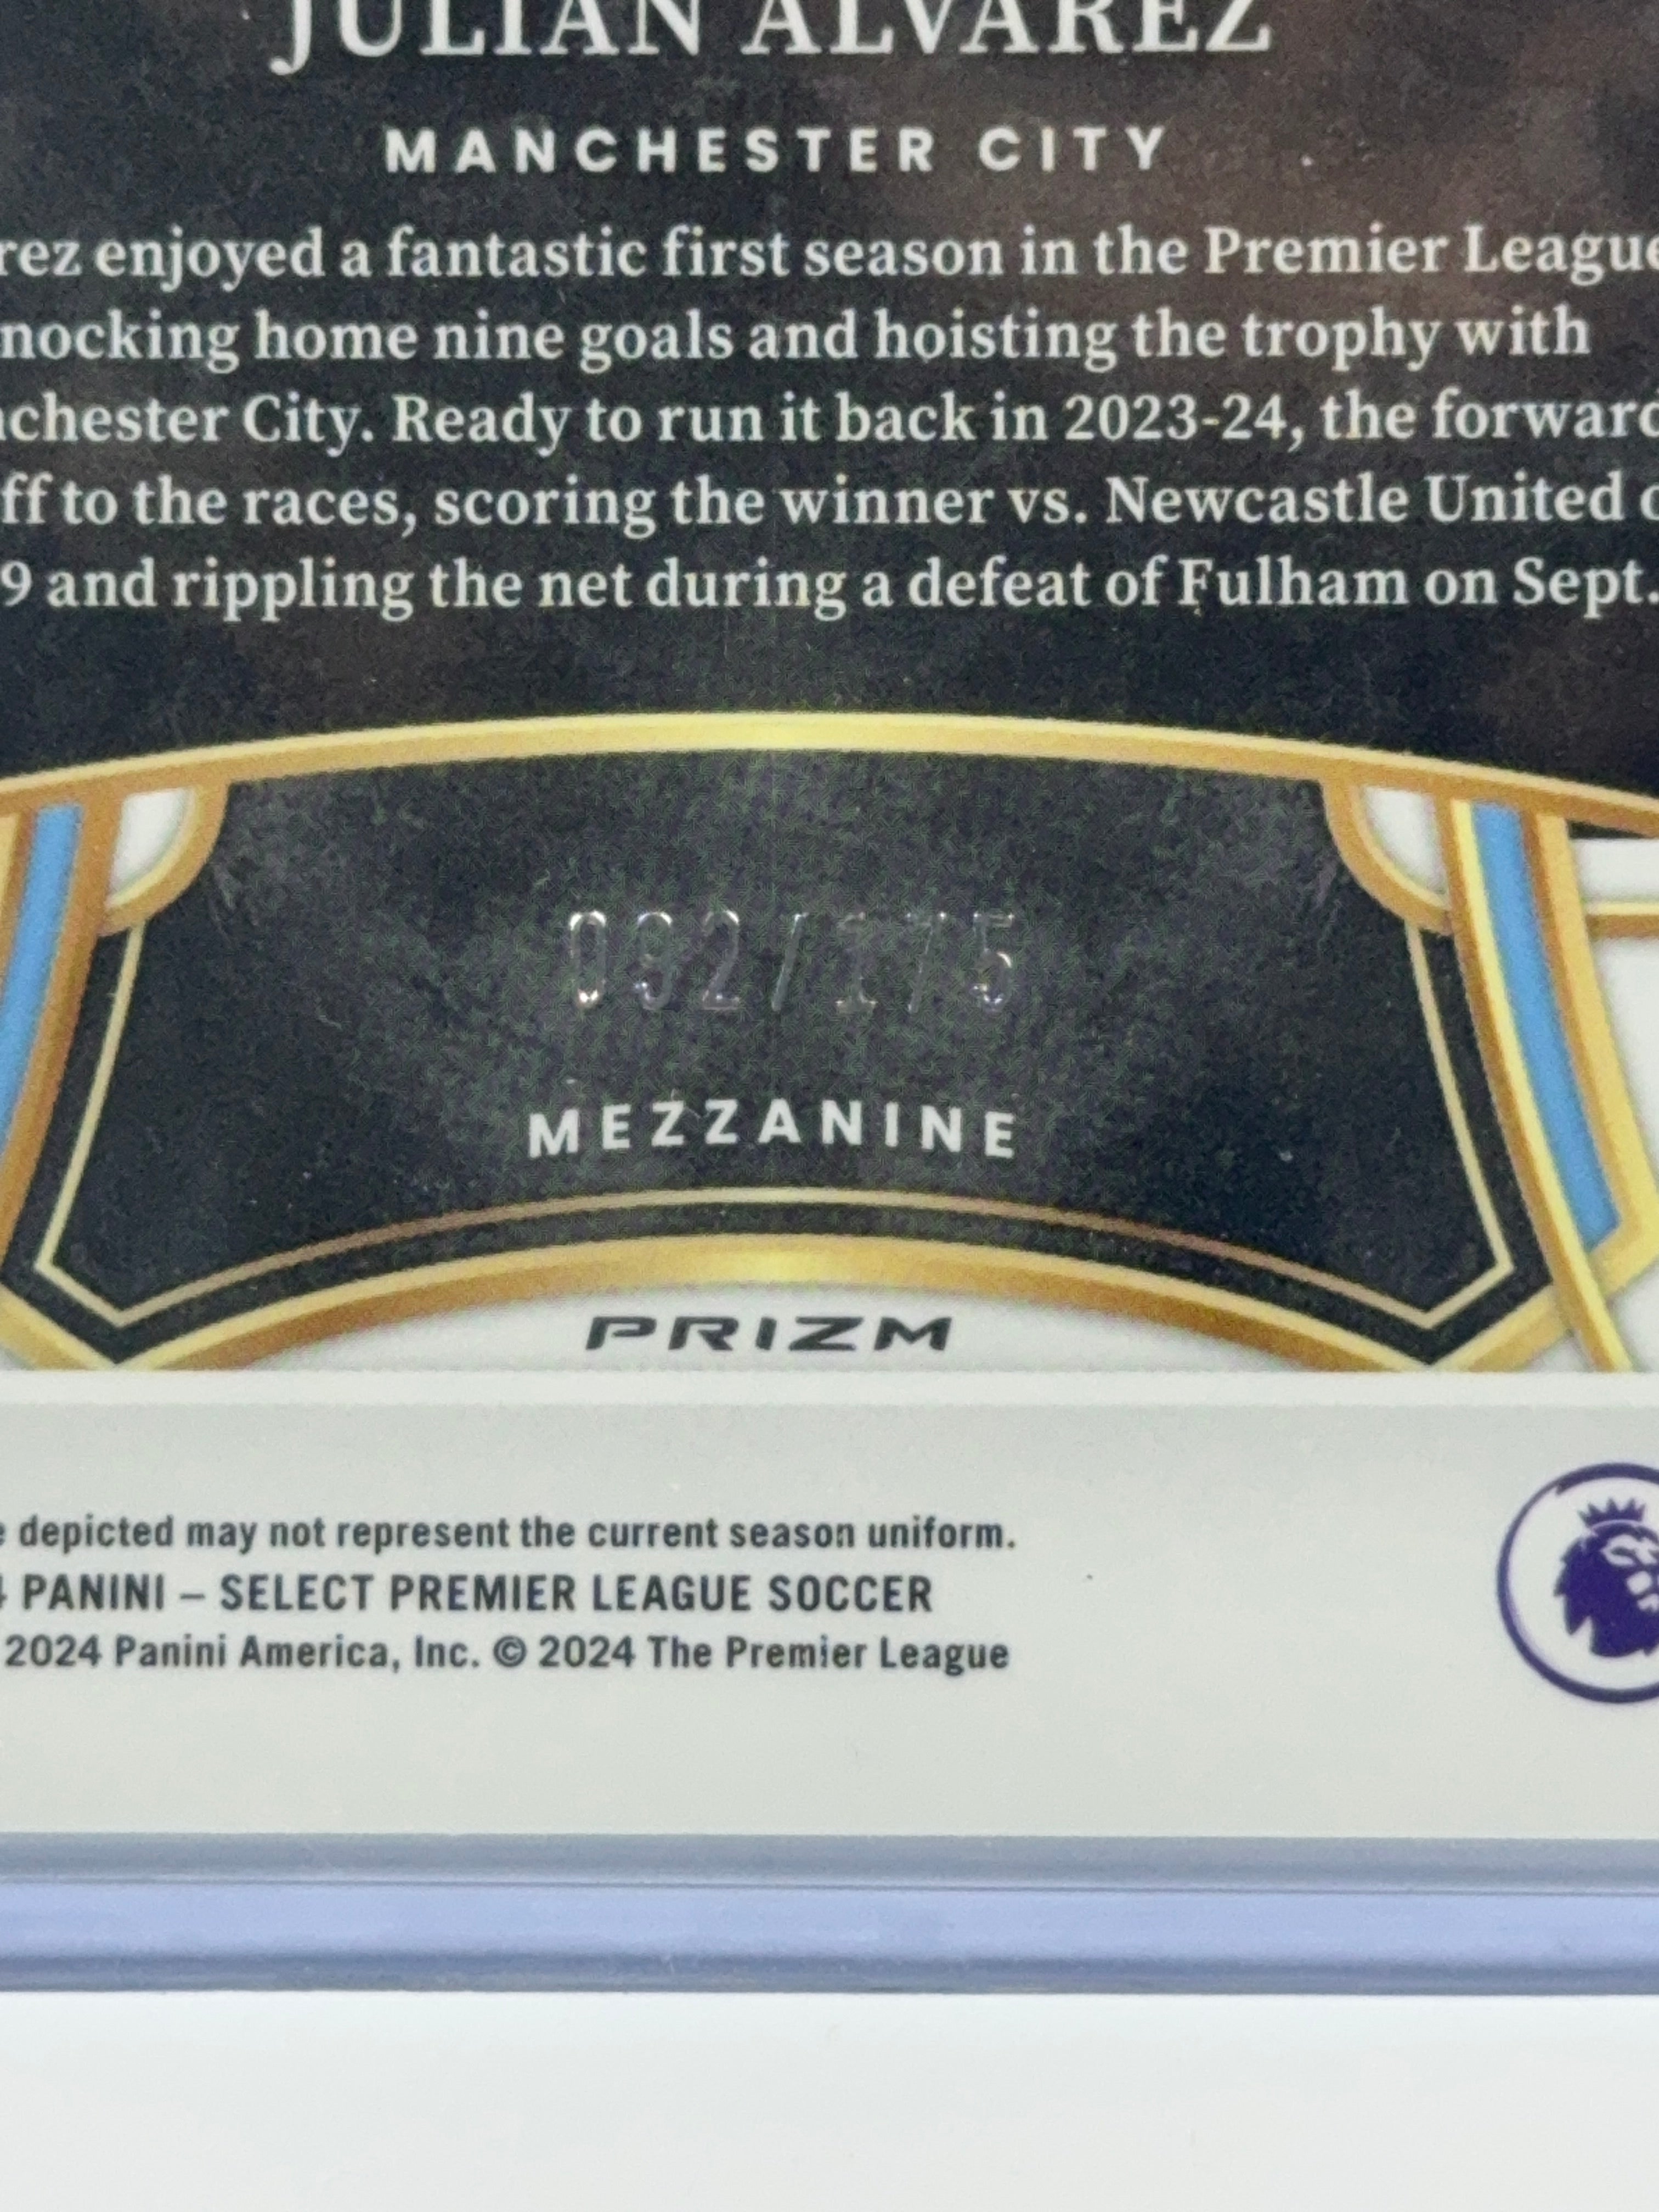 JULIAN ALVAREZ
MANCHESTER CITY
rez enjoyed a fantastic first season in the Premier League
nocking home nine goals and hoisting the trophy with
chester City. Ready to run it back in 2023-24, the forward
ff to the races, scoring the winner vs. Newcastle United o
9 and rippling the net during a defeat of Fulham on Sept.
092/175
MEZZANINE
PRIZM
e depicted may not represent the current season uniform.
4 PANINI – SELECT PREMIER LEAGUE SOCCER
2024 Panini America, Inc. © 2024 The Premier League